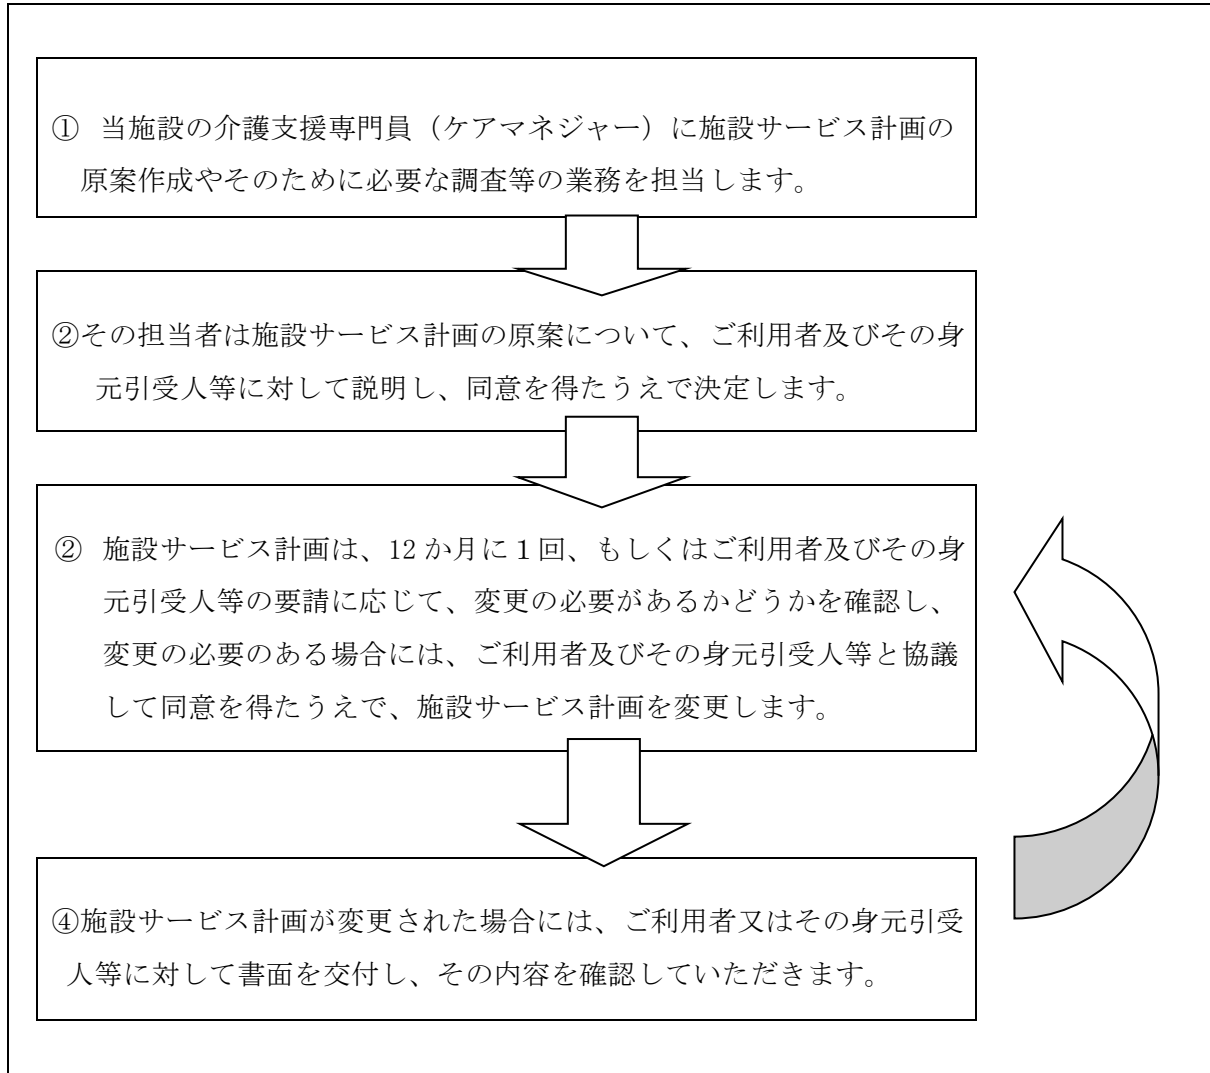 ① 当施設の介護支援専門員（ケアマネジャー）に施設サービス計画の
原案作成やそのために必要な調査等の業務を担当します。
②その担当者は施設サービス計画の原案について、ご利用者及びその身
元引受人等に対して説明し、同意を得たうえで決定します。
② 施設サービス計画は、12 か月に１回、もしくはご利用者及びその身
元引受人等の要請に応じて、変更の必要があるかどうかを確認し、
変更の必要のある場合には、ご利用者及びその身元引受人等と協議
して同意を得たうえで、施設サービス計画を変更します。
④施設サービス計画が変更された場合には、ご利用者又はその身元引受
人等に対して書面を交付し、その内容を確認していただきます。